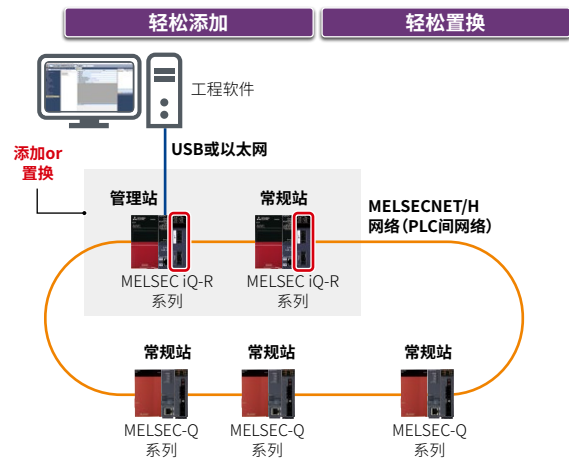 轻松添加
轻松置换
工程软件
USB或以太网
添加or
置换
管理站
常规站
MELSECNET/H
网络（PLC间网络）
MELSEC iQ-R
系列
MELSEC iQ-R
系列
常规站
常规站
常规站
MELSEC-Q
系列
MELSEC-Q
系列
MELSEC-Q
系列